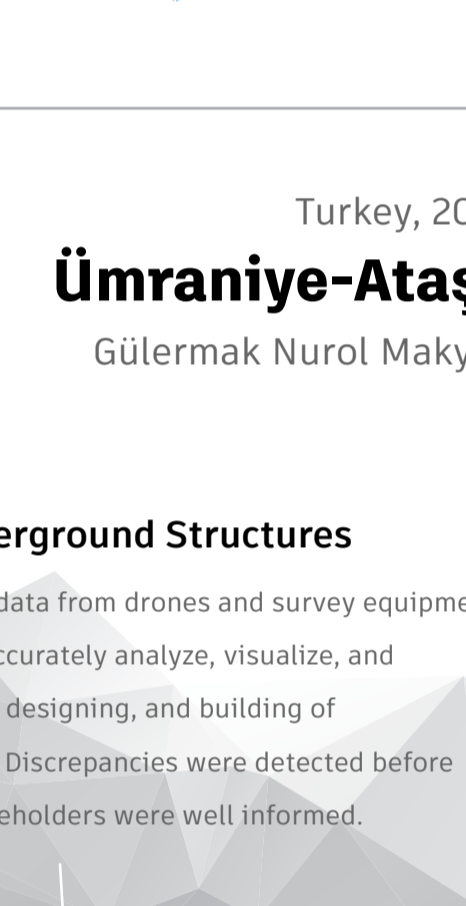 Turkey, 20
Ümraniye-Ataş
Gülermak Nurol Maky
erground Structures
data from drones and survey equipme
ccurately analyze, visualize, and
designing, and building of
Discrepancies were detected before
eholders were well informed.